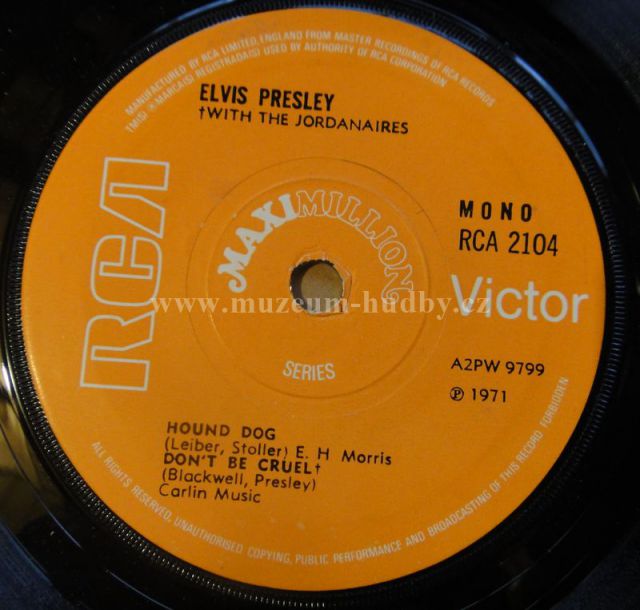 MANUFACTURED BY RCA LIMITED, ENGLAND FROM MASTER RECORDINGS OF RCA RECORDS
TM(S) ® MARCA(S) REGISTRADA(S) USED BY AUTHORITY OF RCA CORPORATION
ELVIS PRESLEY
†WITH THE JORDANAIRES
RCA
MAXIMILLION
SERIES
MONO
RCA 2104
Victor
www.muzeum-hudby.cz
A2PW 9799
℗ 1971
HOUND DOG
(Leiber, Stoller) E. H Morris
DON'T BE CRUEL†
(Blackwell, Presley)
Carlin Music
ALL RIGHTS RESERVED, UNAUTHORISED COPYING, PUBLIC PERFORMANCE AND BROADCASTING OF THIS RECORD FORBIDDEN